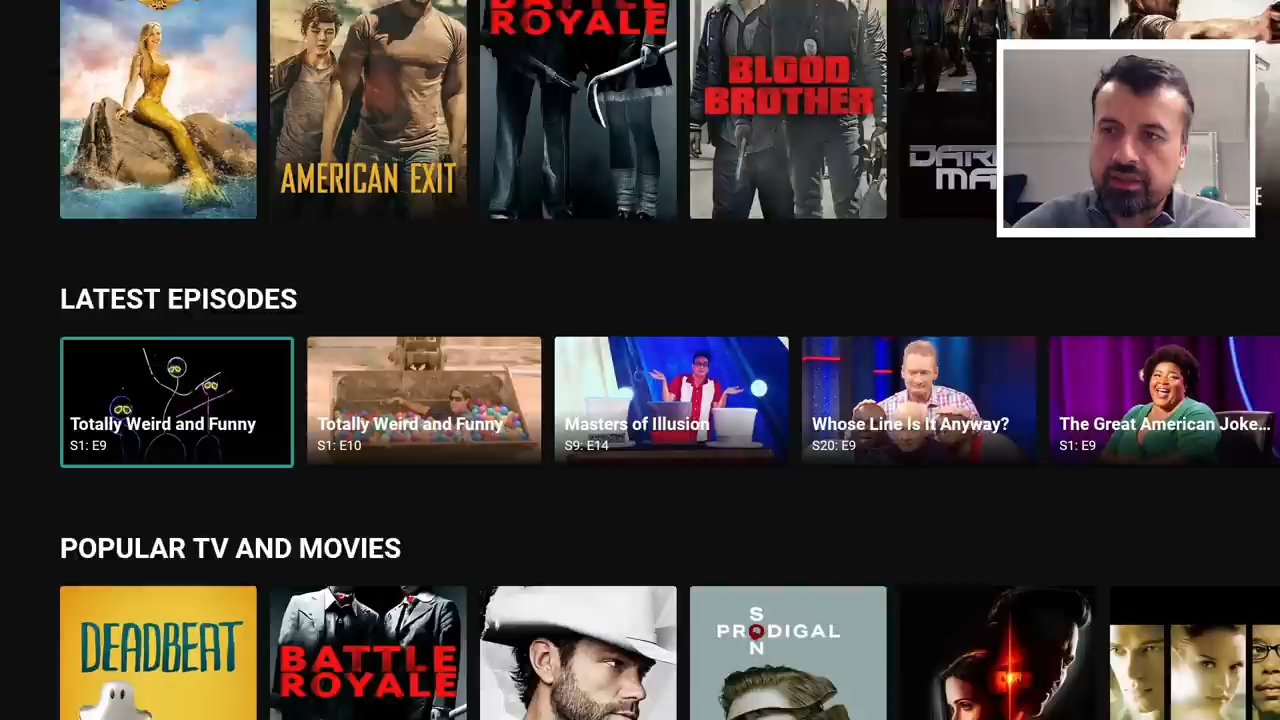 BATTLE
ROYALE
BLOOD
BROTHER
AMERICAN EXIT
LATEST EPISODES
Totally Weird and Funny
S1: E9
Totally Weird and Funny
S1: E10
Masters of Illusion
S9: E14
Whose Line Is It Anyway?
S20: E9
The Great American Joke...
S1: E9
POPULAR TV AND MOVIES
DEADBEAT
BATTLE
ROYALE
PRODIGAL
SON